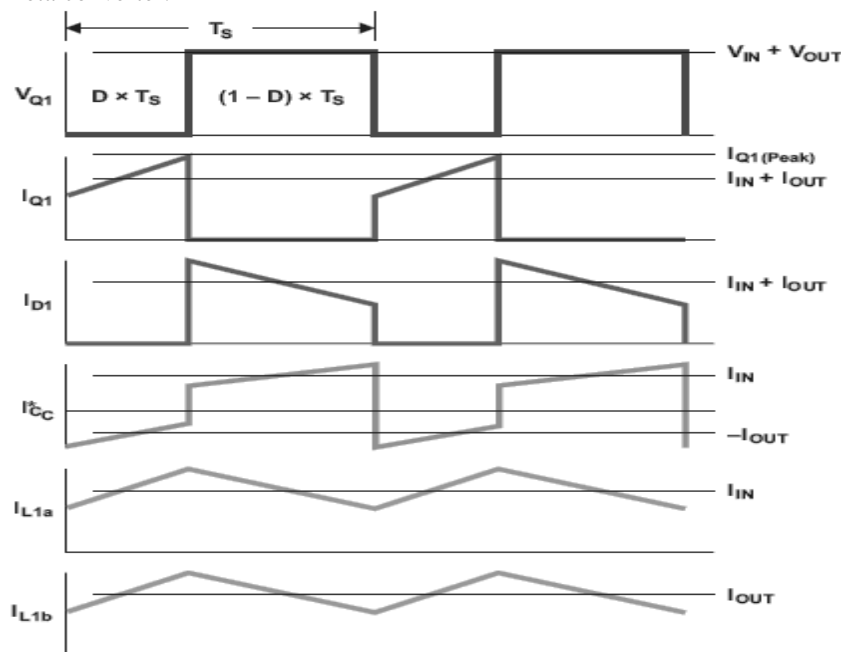 T_S
V_IN + V_OUT
V_Q1
D × T_S
(1 – D) × T_S
I_Q1(Peak)
I_IN + I_OUT
I_Q1
I_IN + I_OUT
I_D1
I_IN
I*_CC
–I_OUT
I_IN
I_L1a
I_OUT
I_L1b